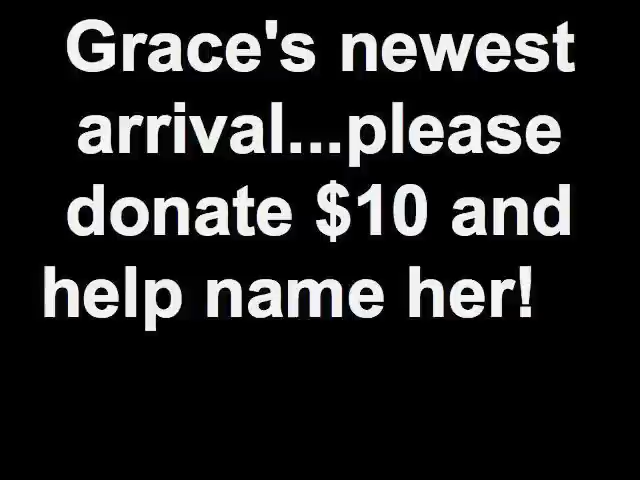 Grace's newest
arrival...please
donate $10 and
help name her!